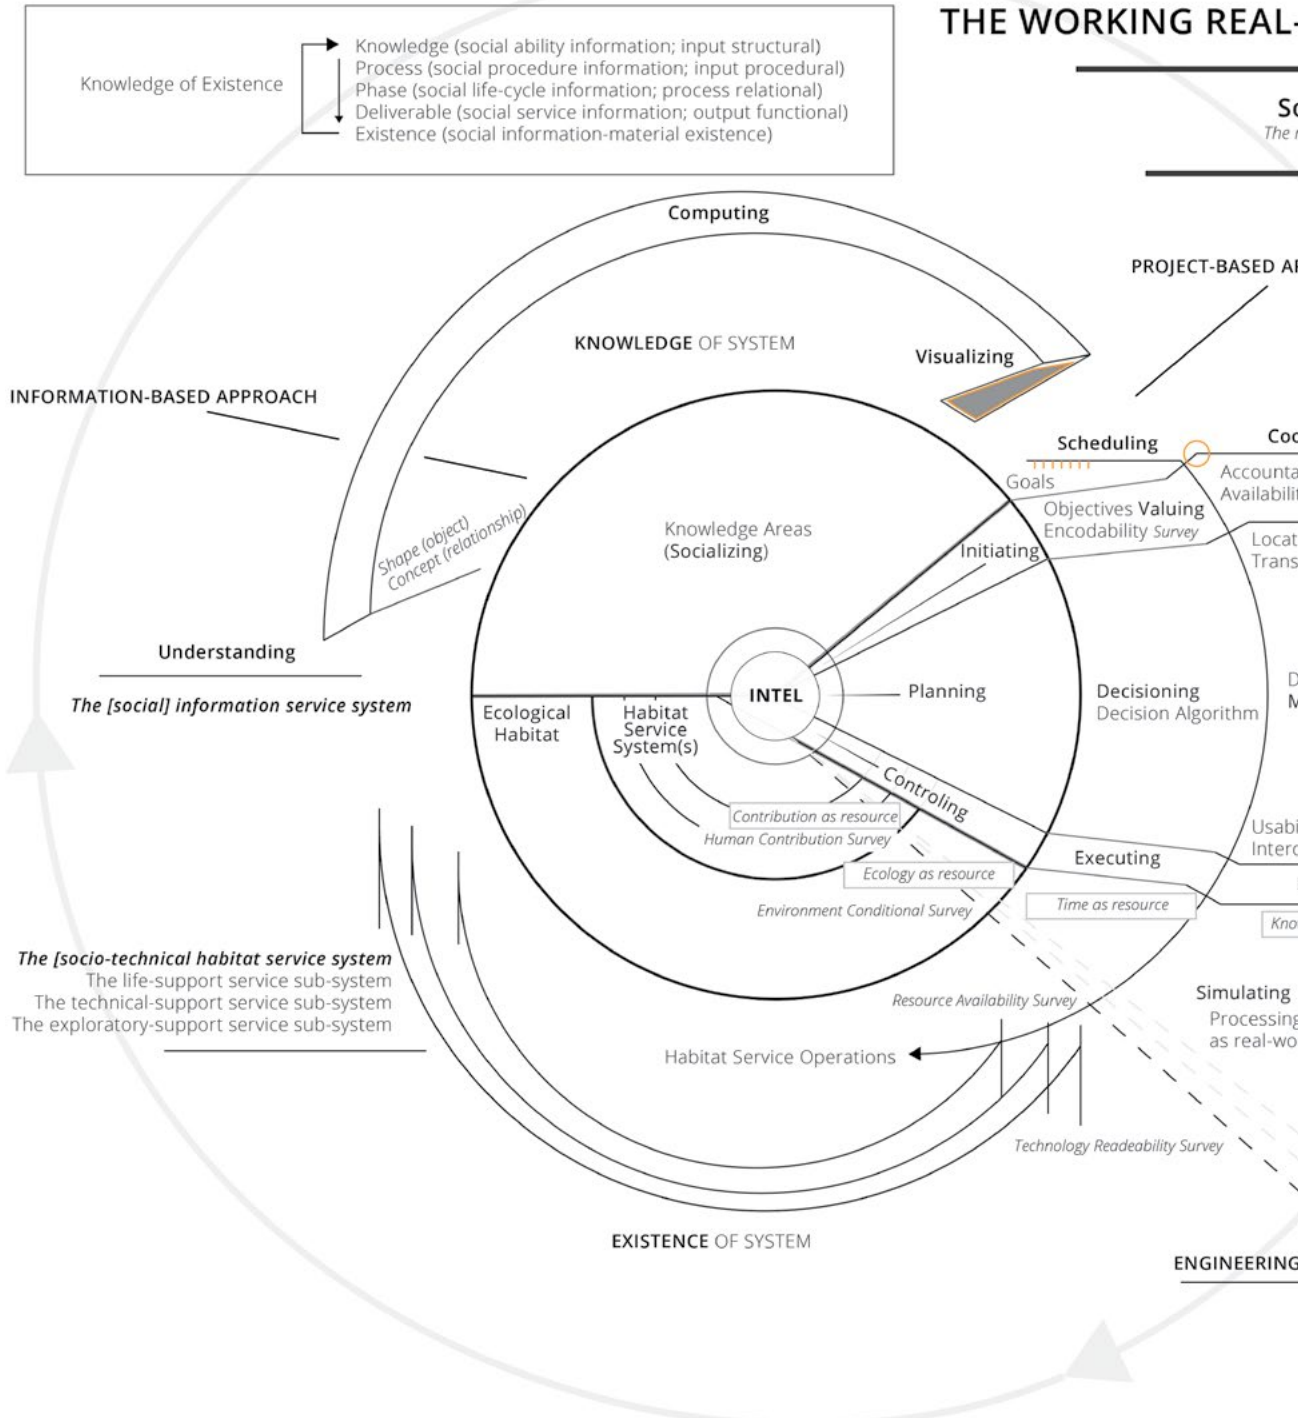 THE WORKING REAL-
Knowledge of Existence
Knowledge (social ability information; input structural)
Process (social procedure information; input procedural)
Phase (social life-cycle information; process relational)
Deliverable (social service information; output functional)
Existence (social information-material existence)
The
Computing
PROJECT-BASED
KNOWLEDGE OF SYSTEM
Visualizing
INFORMATION-BASED APPROACH
Scheduling
Goals
Objectives Valuing
Encodability Survey
Knowledge Areas
(Socializing)
Initiating
Shape (object)
Concept (relationship)
Understanding
The [social] information service system
INTEL
Planning
Decisioning
Decision Algorithm
Ecological
Habitat
Habitat
Service
System(s)
Controling
Contribution as resource
Human Contribution Survey
Executing
Ecology as resource
Time as resource
Environment Conditional Survey
The [socio-technical habitat service system
The life-support service sub-system
The technical-support service sub-system
The exploratory-support service sub-system
Resource Availability Survey
Simulating
Processing
as real-wo
Habitat Service Operations
Technology Readeability Survey
EXISTENCE OF SYSTEM
ENGINEERING